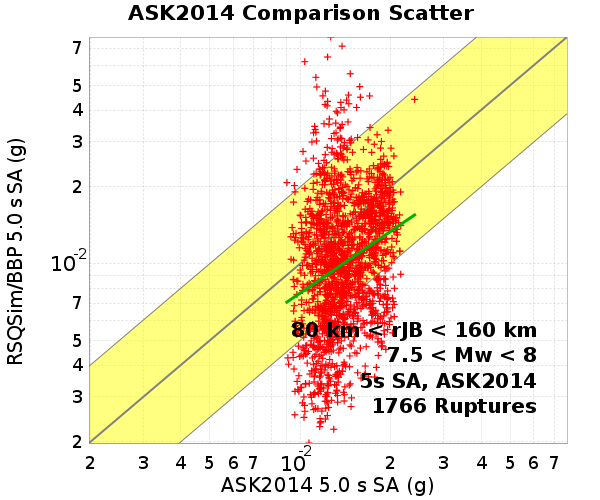 ASK2014 Comparison Scatter
RSQSim/BBP 5.0 s SA (g)
7
5
4
3
2
10-2
7
5
4
3
2
80 km < rJB < 160 km
7.5 < Mw < 8
5s SA, ASK2014
1766 Ruptures
2 3 4 5 6 7 10-2 2 3 4 5 6 7
ASK2014 5.0 s SA (g)